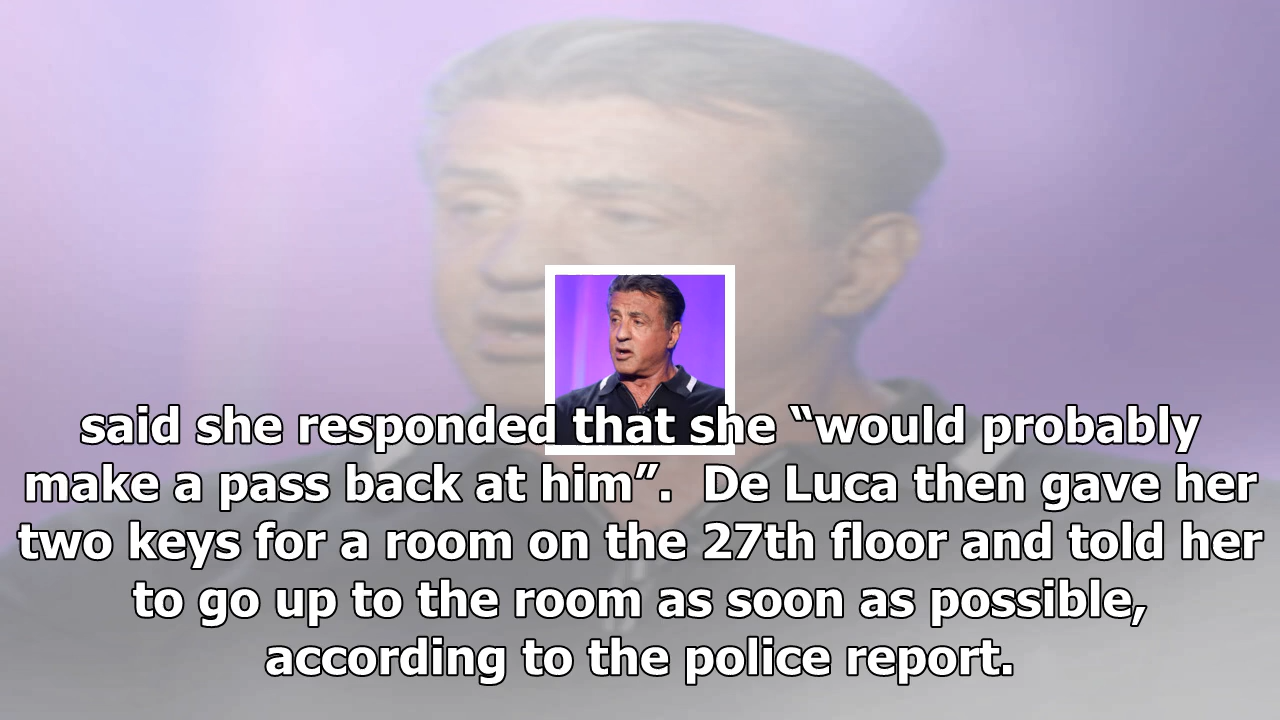 said she responded that she “would probably
make a pass back at him”.  De Luca then gave her
two keys for a room on the 27th floor and told her
to go up to the room as soon as possible,
according to the police report.